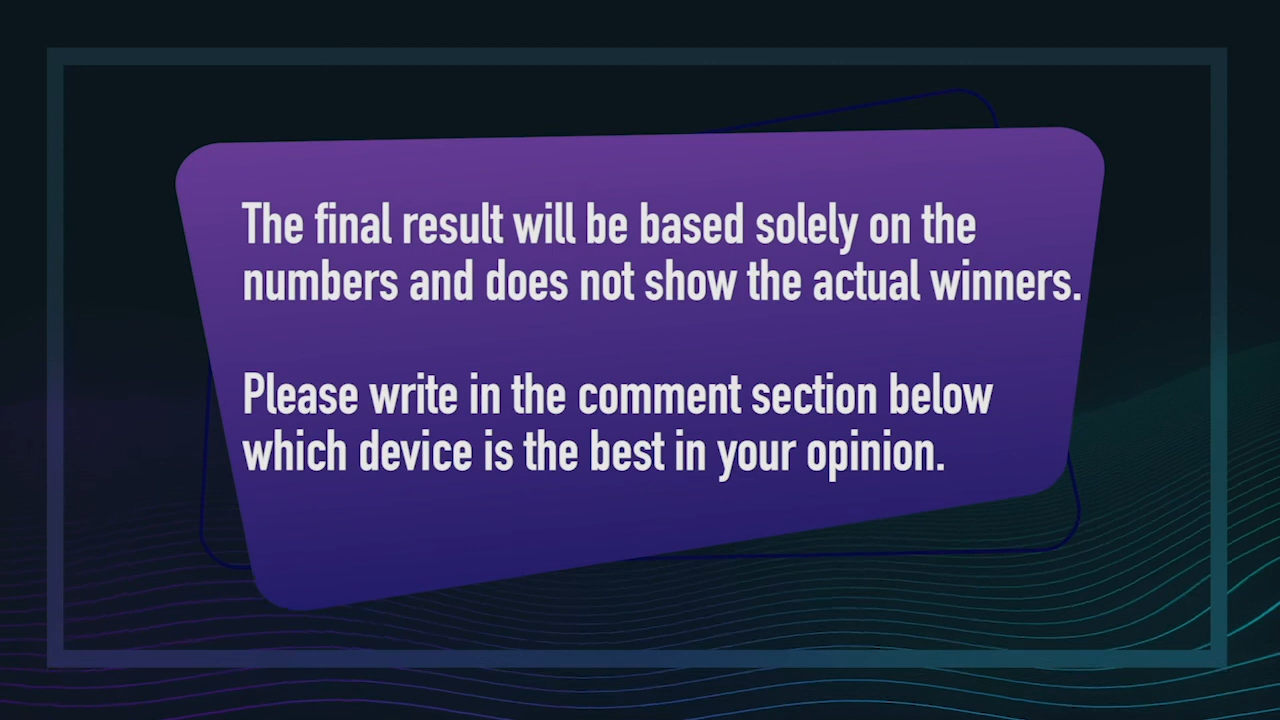 The final result will be based solely on the
numbers and does not show the actual winners.
Please write in the comment section below
which device is the best in your opinion.